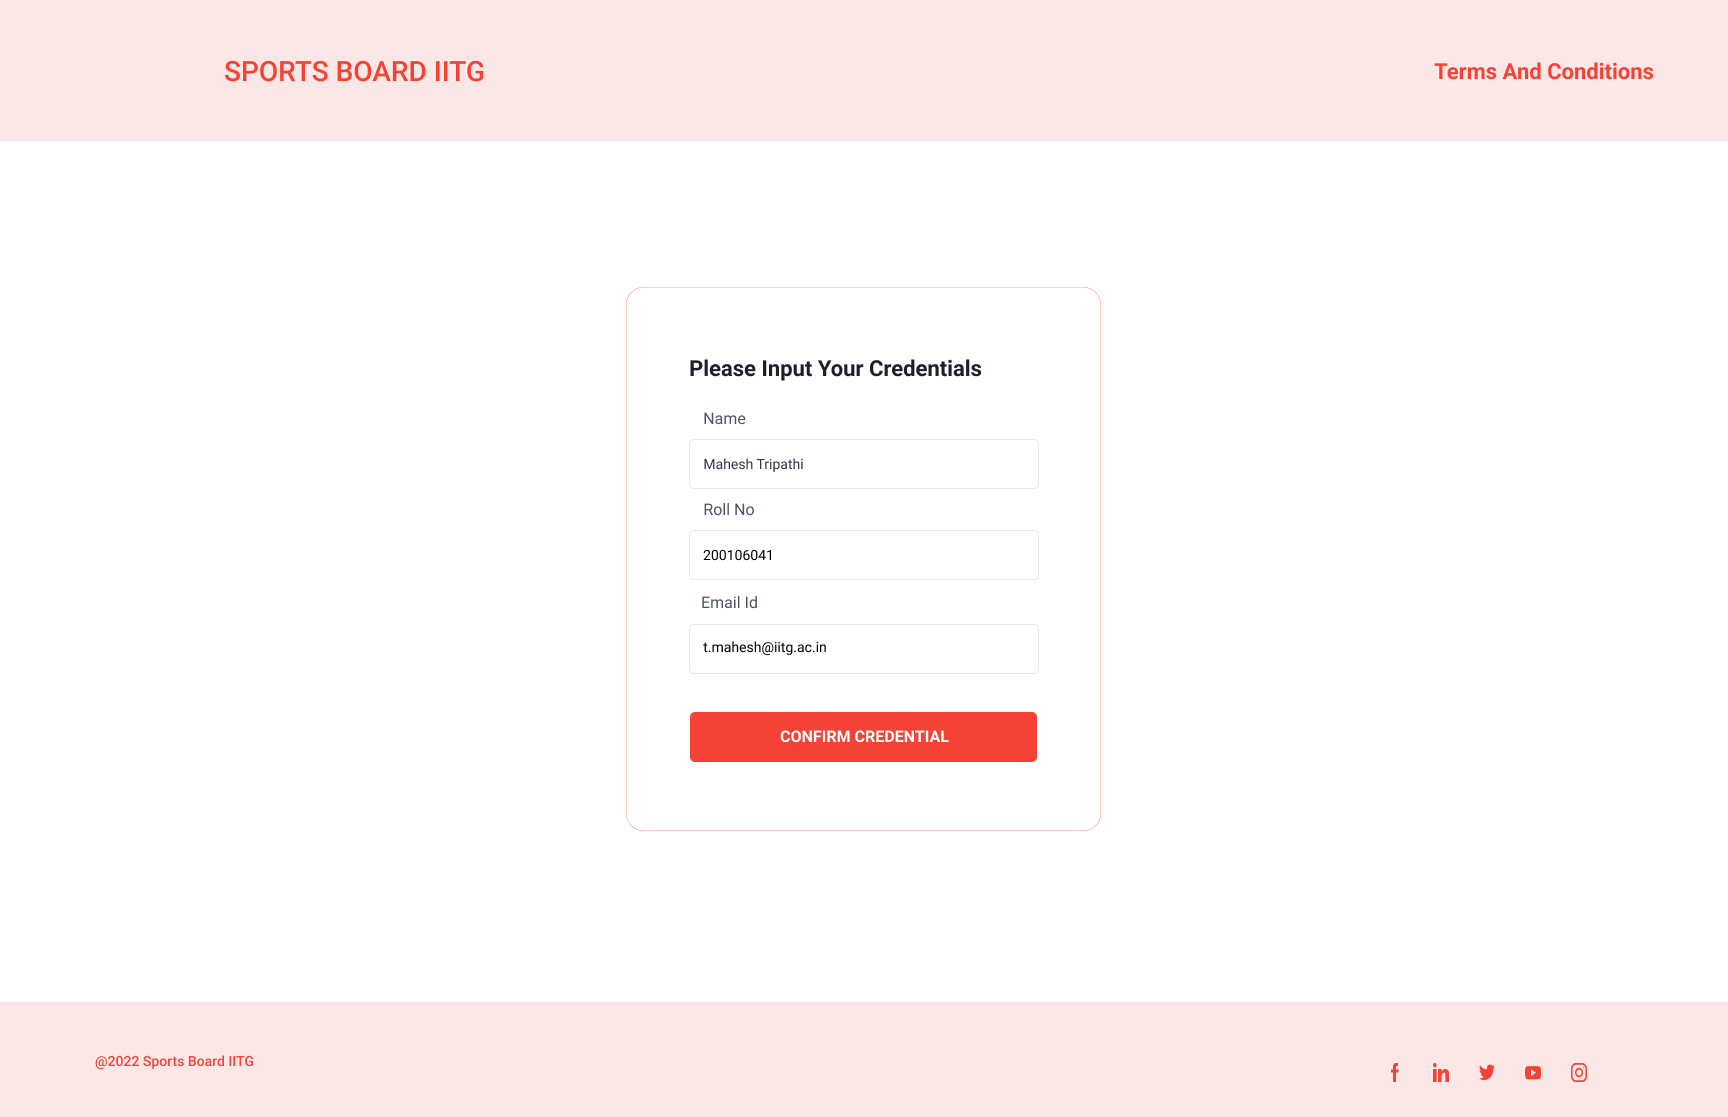 SPORTS BOARD IITG
Terms And Conditions
Please Input Your Credentials
Name
Mahesh Tripathi
Roll No
200106041
Email Id
t.mahesh@iitg.ac.in
CONFIRM CREDENTIAL
@2022 Sports Board IITG